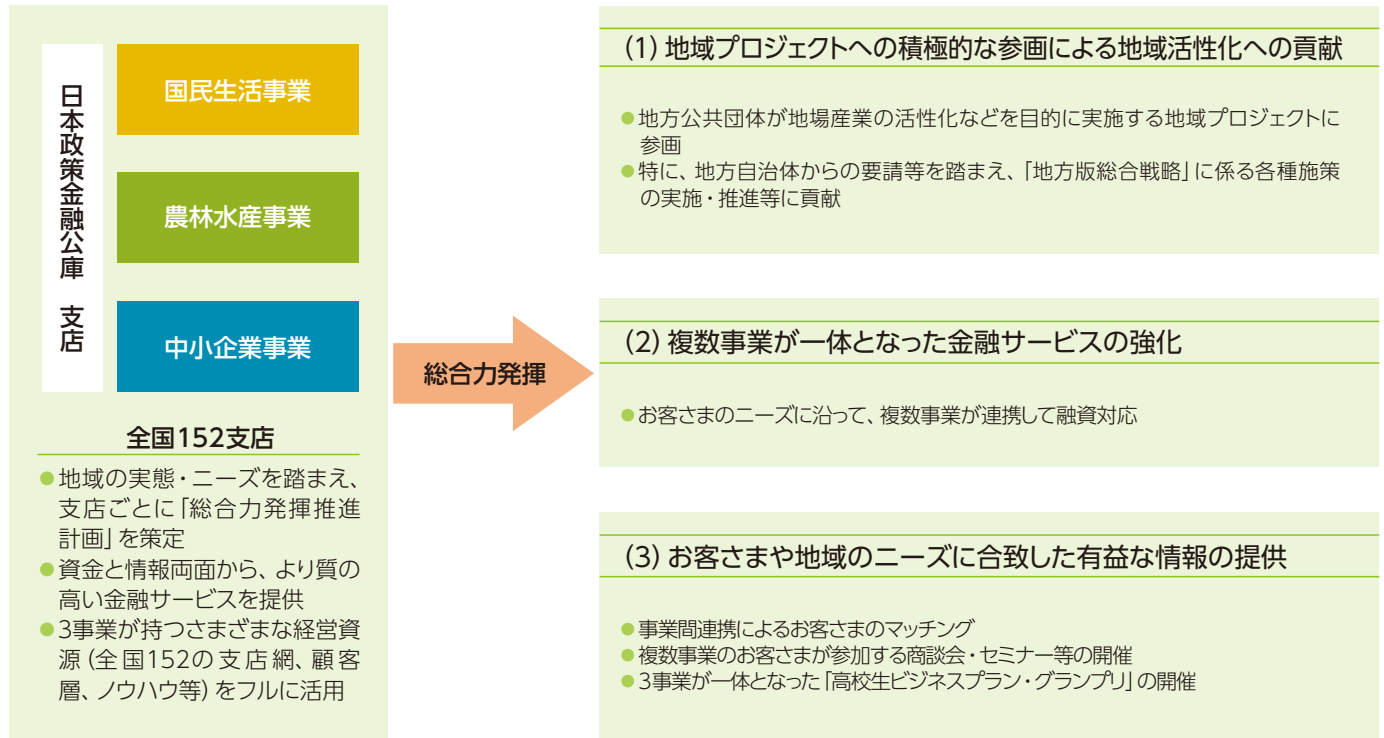 日本政策金融公庫 支店
国民生活事業
農林水産事業
中小企業事業
全国152支店
●地域の実態・ニーズを踏まえ、
支店ごとに「総合力発揮推進
計画」を策定
●資金と情報両面から、より質の
高い金融サービスを提供
●3事業が持つさまざまな経営資
源(全国152の支店網、顧客
層、ノウハウ等)をフルに活用
総合力発揮
(1)地域プロジェクトへの積極的な参画による地域活性化への貢献
●地方公共団体が地場産業の活性化などを目的に実施する地域プロジェクトに
参画
●特に、地方自治体からの要請等を踏まえ、「地方版総合戦略」に係る各種施策
の実施・推進等に貢献
(2)複数事業が一体となった金融サービスの強化
●お客さまのニーズに沿って、複数事業が連携して融資対応
(3)お客さまや地域のニーズに合致した有益な情報の提供
●事業間連携によるお客さまのマッチング
●複数事業のお客さまが参加する商談会・セミナー等の開催
●3事業が一体となった「高校生ビジネスプラン・グランプリ」の開催